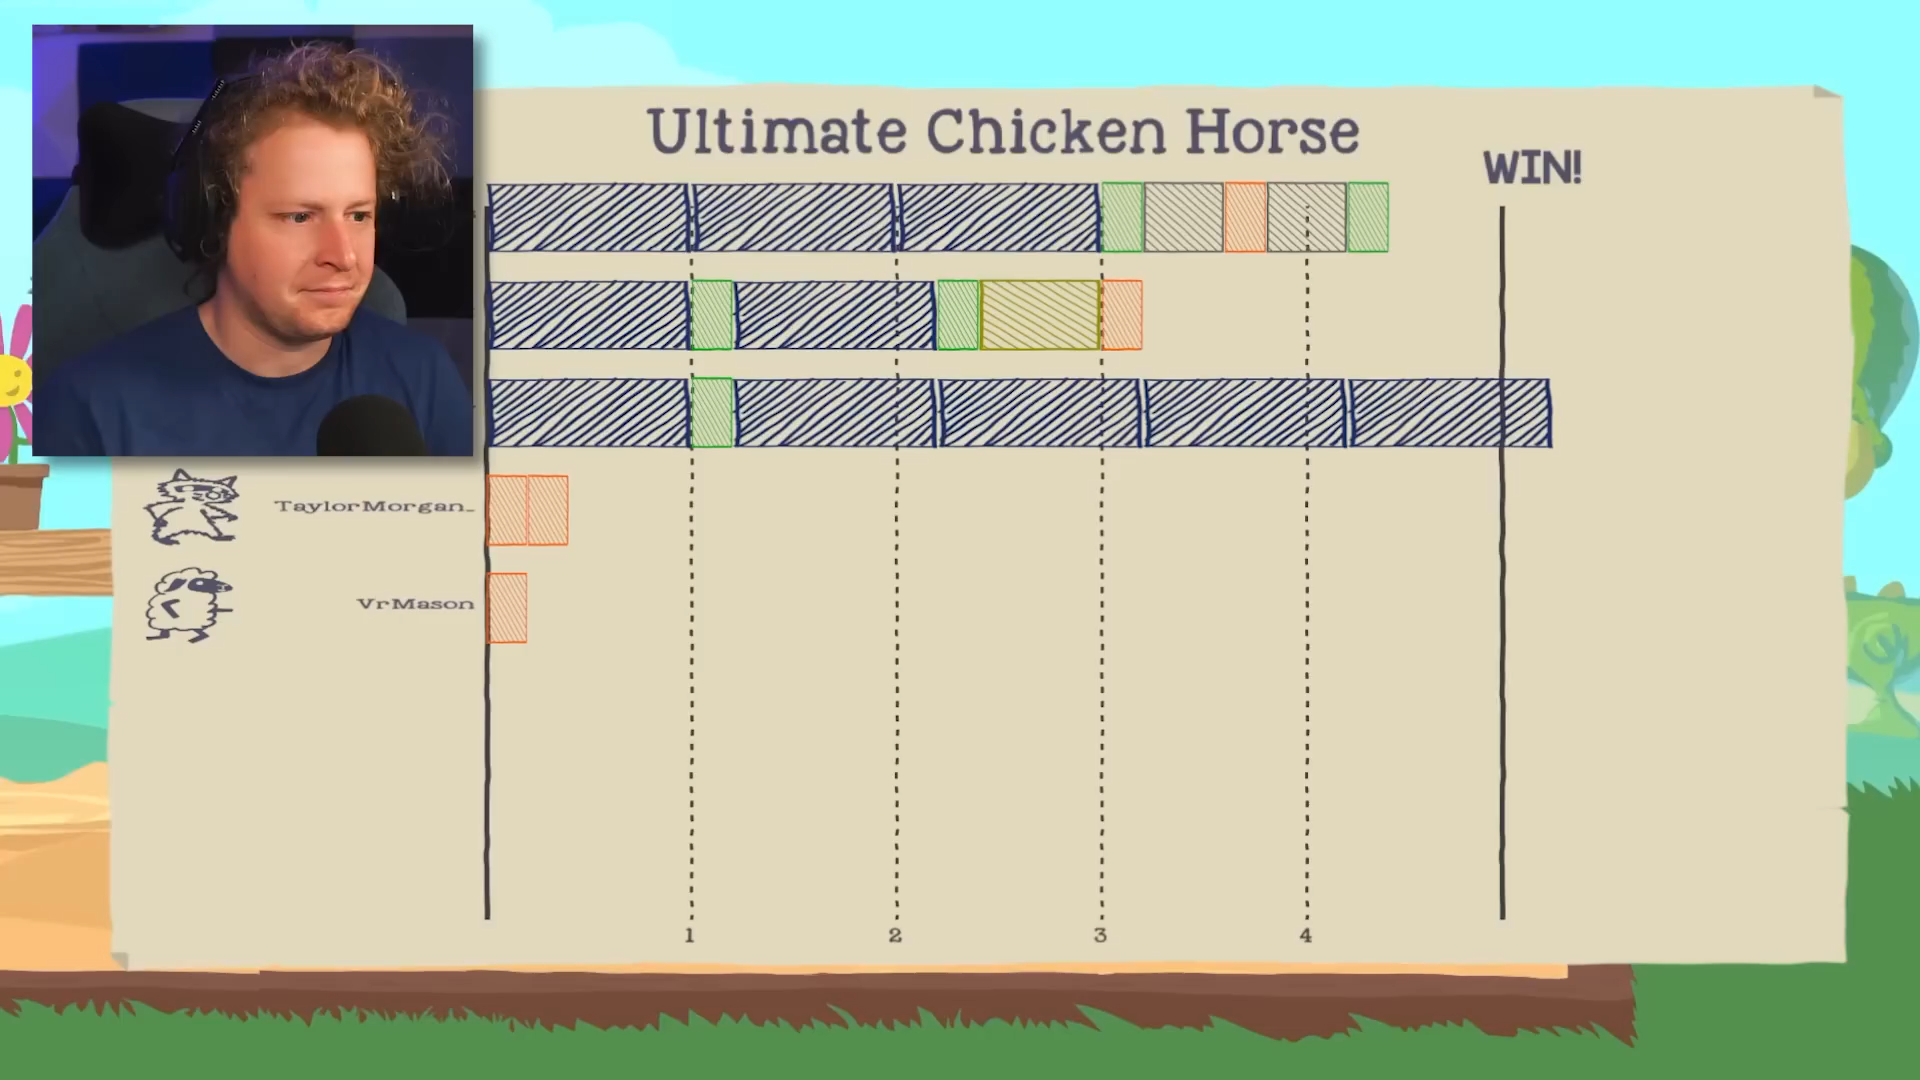 Ultimate Chicken Horse
WIN!
TaylorMorgan_
VrMason
1 2 3 4